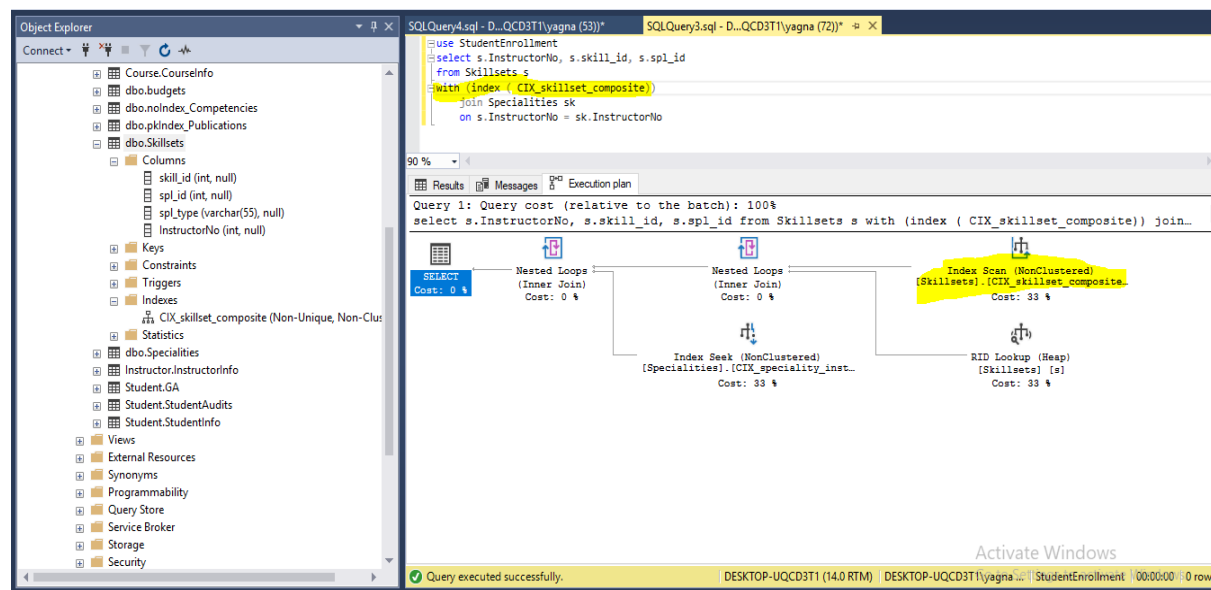 Object Explorer
Connect
Course.CourseInfo
dbo.budgets
dbo.noIndex_Competencies
dbo.pkIndex_Publications
dbo.Skillsets
Columns
skill_id (int, null)
spl_id (int, null)
spl_type (varchar(55), null)
InstructorNo (int, null)
Keys
Constraints
Triggers
Indexes
CIX_skillset_composite (Non-Unique, Non-Clus
Statistics
dbo.Specialities
Instructor.InstructorInfo
Student.GA
Student.StudentAudits
Student.StudentInfo
Views
External Resources
Synonyms
Programmability
Query Store
Service Broker
Storage
Security
SQLQuery4.sql - D...QCD3T1\yagna (53))* SQLQuery3.sql - D...QCD3T1\yagna (72))*
use StudentEnrollment
select s.InstructorNo, s.skill_id, s.spl_id
from Skillsets s
with (index ( CIX_skillset_composite))
join Specialities sk
on s.InstructorNo = sk.InstructorNo
90 %
Results Messages Execution plan
Query 1: Query cost (relative to the batch): 100%
select s.InstructorNo, s.skill_id, s.spl_id from Skillsets s with (index ( CIX_skillset_composite)) join…
SELECT
Cost: 0 %
Nested Loops
(Inner Join)
Cost: 0 %
Nested Loops
(Inner Join)
Cost: 0 %
Index Scan (NonClustered)
[Skillsets].[CIX_skillset_composite…
Cost: 33 %
Index Seek (NonClustered)
[Specialities].[CIX_speciality_inst…
Cost: 33 %
RID Lookup (Heap)
[Skillsets] [s]
Cost: 33 %
Activate Windows
Query executed successfully. DESKTOP-UQCD3T1 (14.0 RTM) DESKTOP-UQCD3T1\yagna ... StudentEnrollment 00:00:00 0 row